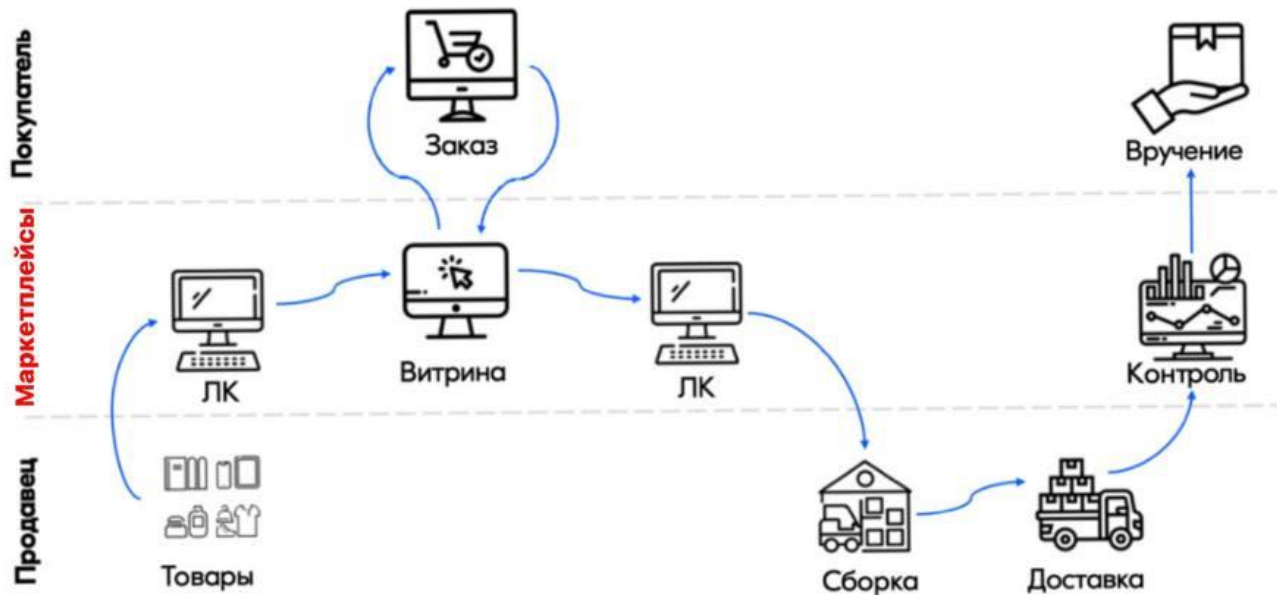 Покупатель
Заказ
Вручение
Маркетплейсы
ЛК
Витрина
ЛК
Контроль
Продавец
Товары
Сборка
Доставка